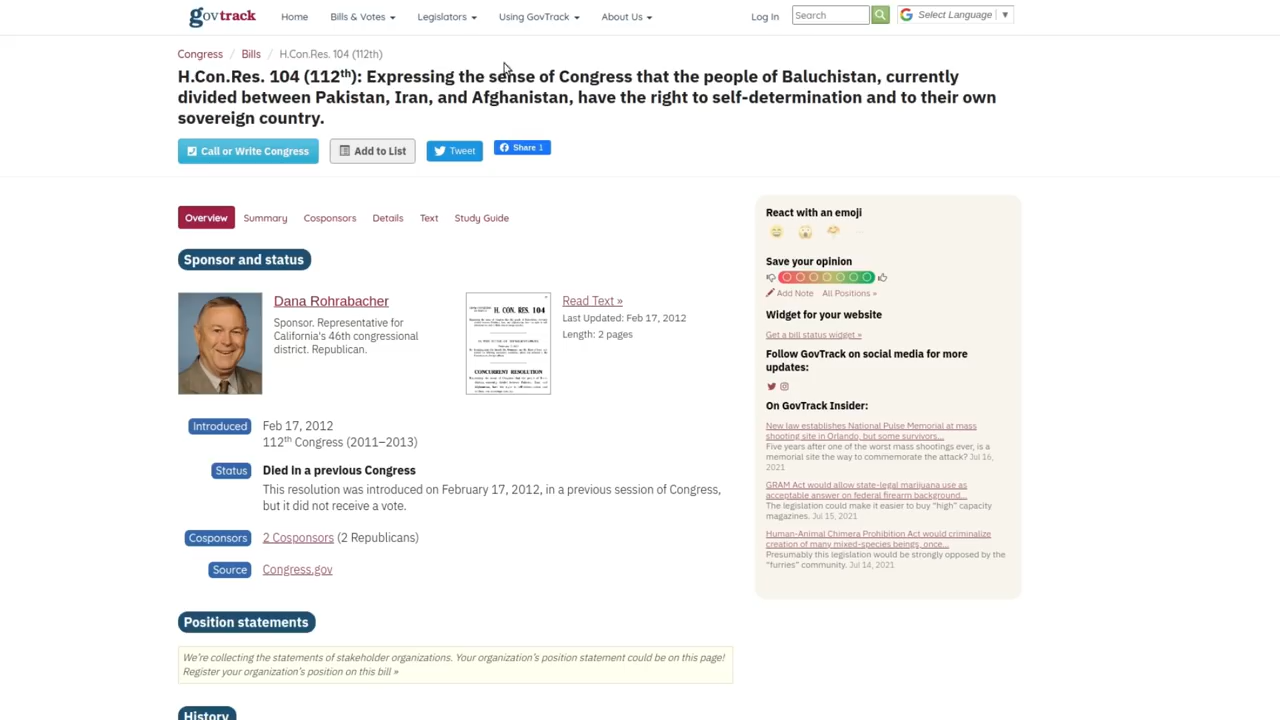 govtrack
Home
Bills & Votes
Legislators
Using GovTrack
About Us
Log In
Search
Select Language
Congress / Bills / H.Con.Res. 104 (112th)
H.Con.Res. 104 (112th): Expressing the sense of Congress that the people of Baluchistan, currently
divided between Pakistan, Iran, and Afghanistan, have the right to self-determination and to their own
sovereign country.
Call or Write Congress
Add to List
Tweet
Share 1
Overview
Summary
Cosponsors
Details
Text
Study Guide
Sponsor and status
Dana Rohrabacher
Sponsor. Representative for
California's 46th congressional
district. Republican.
H. CON. RES. 104
CONCURRENT RESOLUTION
Read Text »
Last Updated: Feb 17, 2012
Length: 2 pages
Introduced
Feb 17, 2012
112th Congress (2011–2013)
Status
Died in a previous Congress
This resolution was introduced on February 17, 2012, in a previous session of Congress,
but it did not receive a vote.
Cosponsors
2 Cosponsors (2 Republicans)
Source
Congress.gov
Position statements
We're collecting the statements of stakeholder organizations. Your organization's position statement could be on this page!
Register your organization's position on this bill »
History
React with an emoji
Save your opinion
Add Note
All Positions »
Widget for your website
Get a bill status widget »
Follow GovTrack on social media for more
updates:
On GovTrack Insider:
New law establishes National Pulse Memorial at mass
shooting site in Orlando, but some survivors...
Five years after one of the worst mass shootings ever, is a
memorial site the way to commemorate the attack? Jul 16,
2021
GRAM Act would allow state-legal marijuana use as
acceptable answer on federal firearm background...
The legislation could make it easier to buy "high" capacity
magazines. Jul 15, 2021
Human-Animal Chimera Prohibition Act would criminalize
creation of many mixed-species beings, once...
Presumably this legislation would be strongly opposed by the
"furries" community. Jul 14, 2021